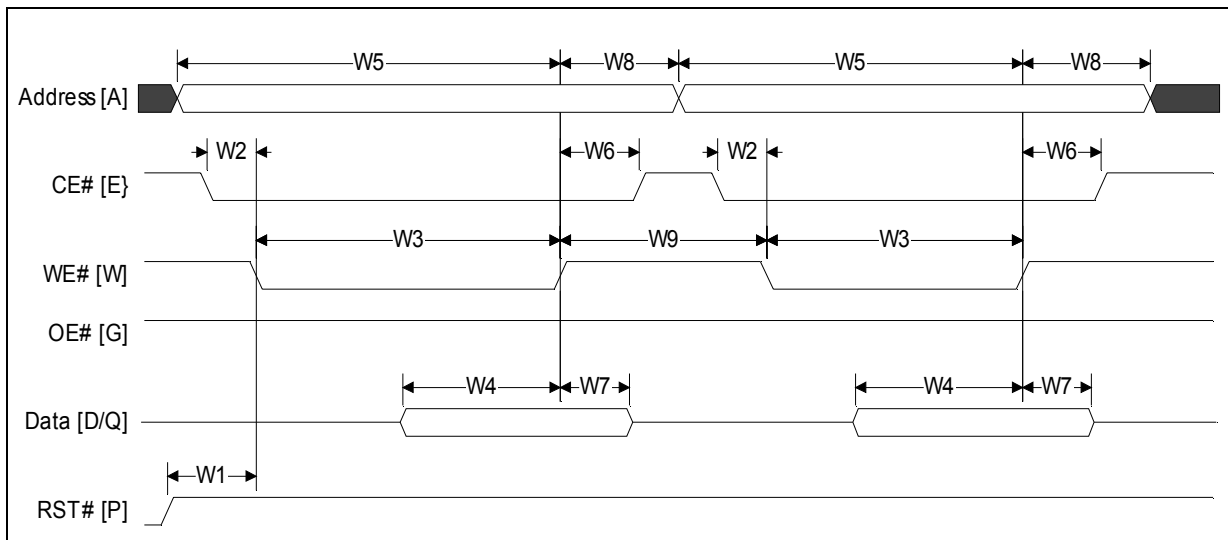 W5 W8 W5 W8
Address [A]
W2 W6 W2 W6
CE# [E}
W3 W9 W3
WE# [W]
OE# [G]
W4 W7 W4 W7
Data [D/Q]
W1
RST# [P]